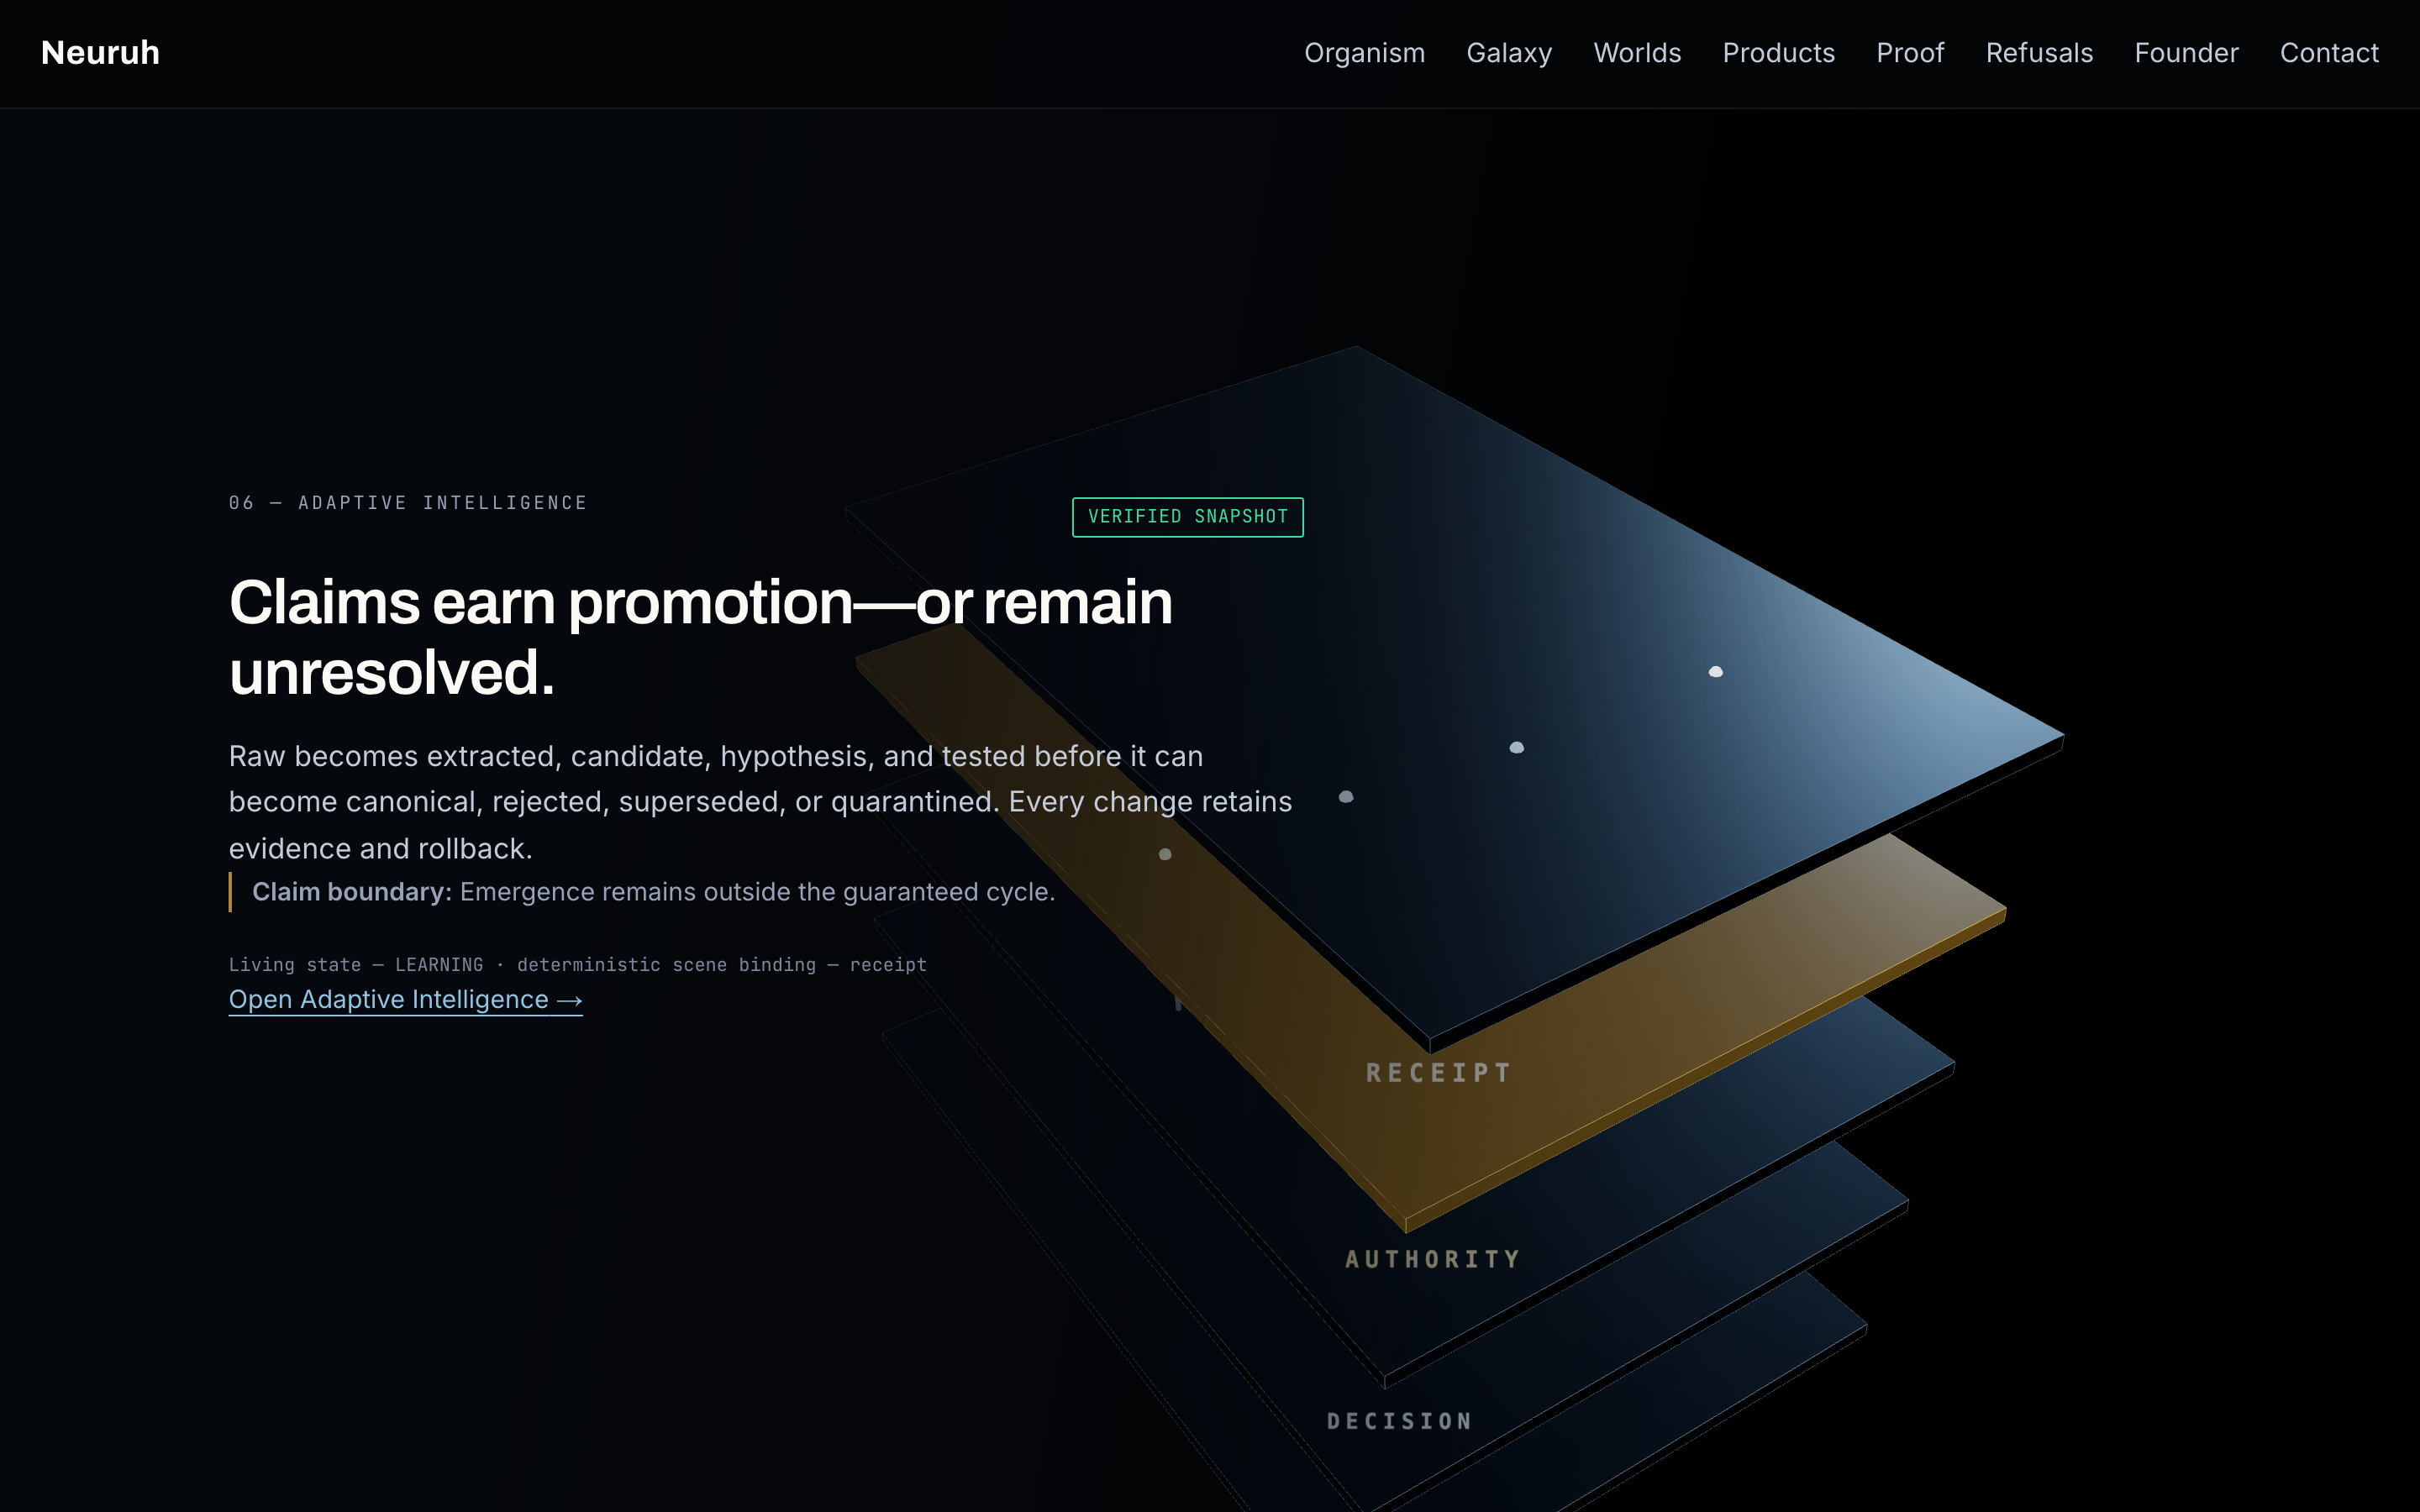 Neuruh
Organism Galaxy Worlds Products Proof Refusals Founder Contact
06 — ADAPTIVE INTELLIGENCE
VERIFIED SNAPSHOT
Claims earn promotion—or remain
unresolved.
Raw becomes extracted, candidate, hypothesis, and tested before it can
become canonical, rejected, superseded, or quarantined. Every change retains
evidence and rollback.
Claim boundary: Emergence remains outside the guaranteed cycle.
Living state — LEARNING · deterministic scene binding — receipt
Open Adaptive Intelligence →
RECEIPT
AUTHORITY
DECISION